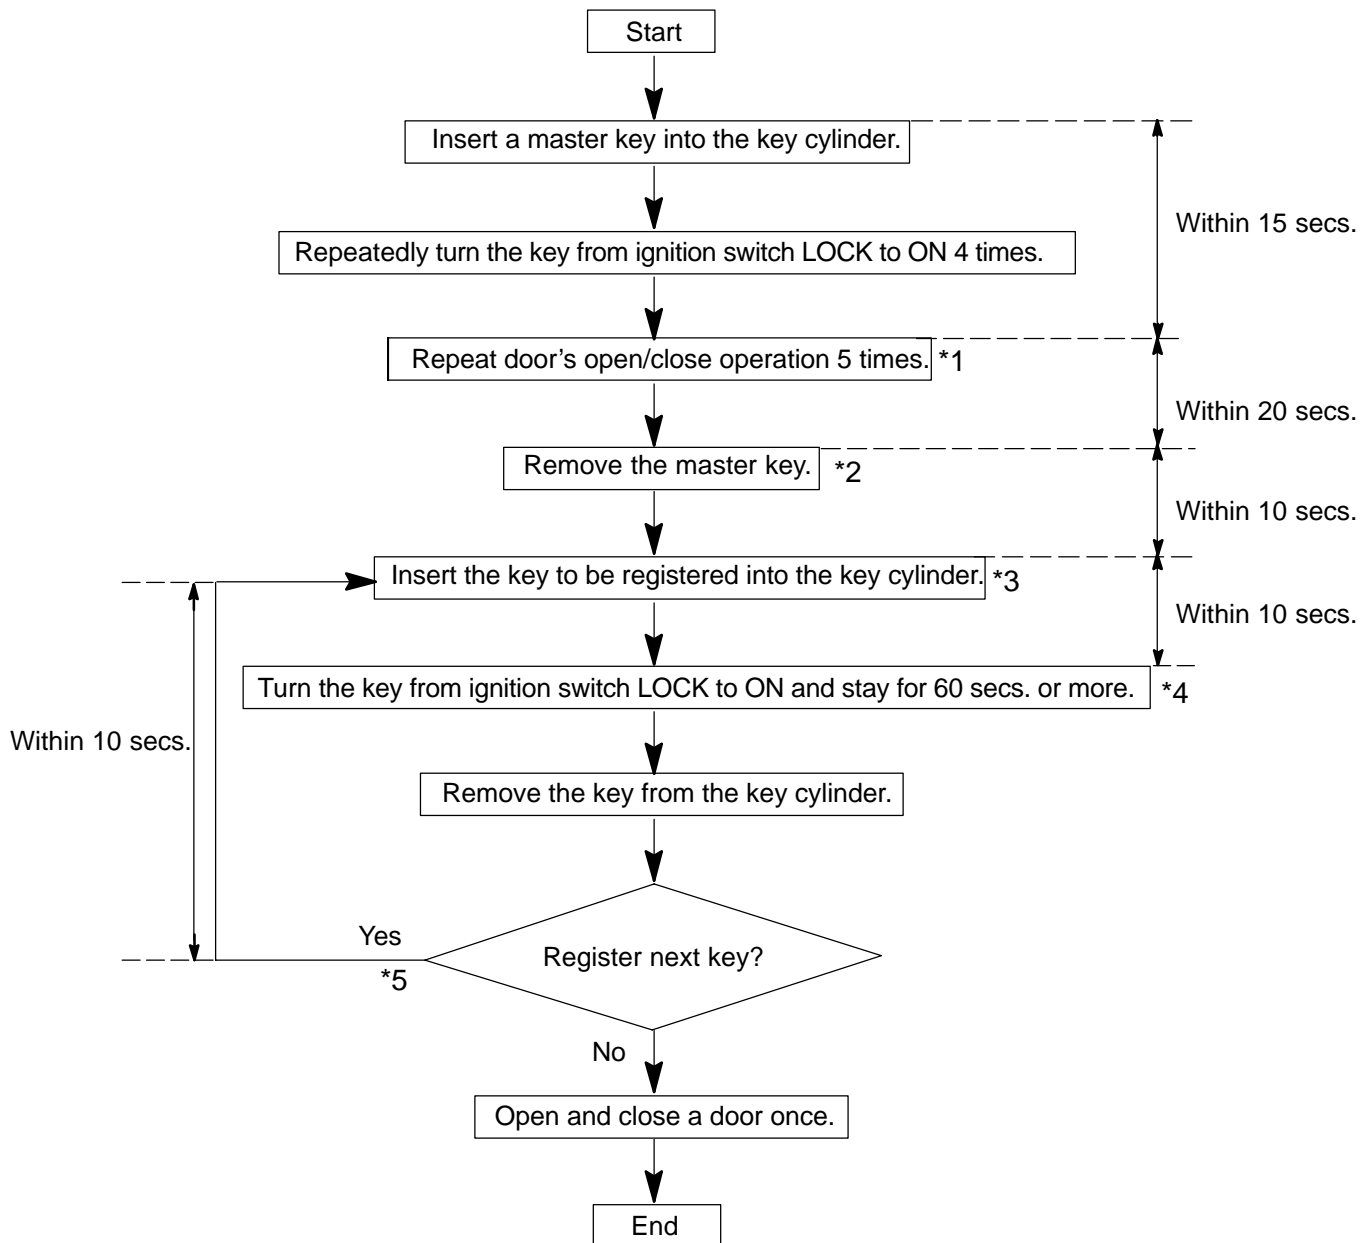 Start
Insert a master key into the key cylinder.
Within 15 secs.
Repeatedly turn the key from ignition switch LOCK to ON 4 times.
Repeat door's open/close operation 5 times.
*1
Within 20 secs.
Remove the master key.
*2
Within 10 secs.
Insert the key to be registered into the key cylinder.
*3
Within 10 secs.
Turn the key from ignition switch LOCK to ON and stay for 60 secs. or more.
*4
Within 10 secs.
Remove the key from the key cylinder.
Yes
Register next key?
*5
No
Open and close a door once.
End